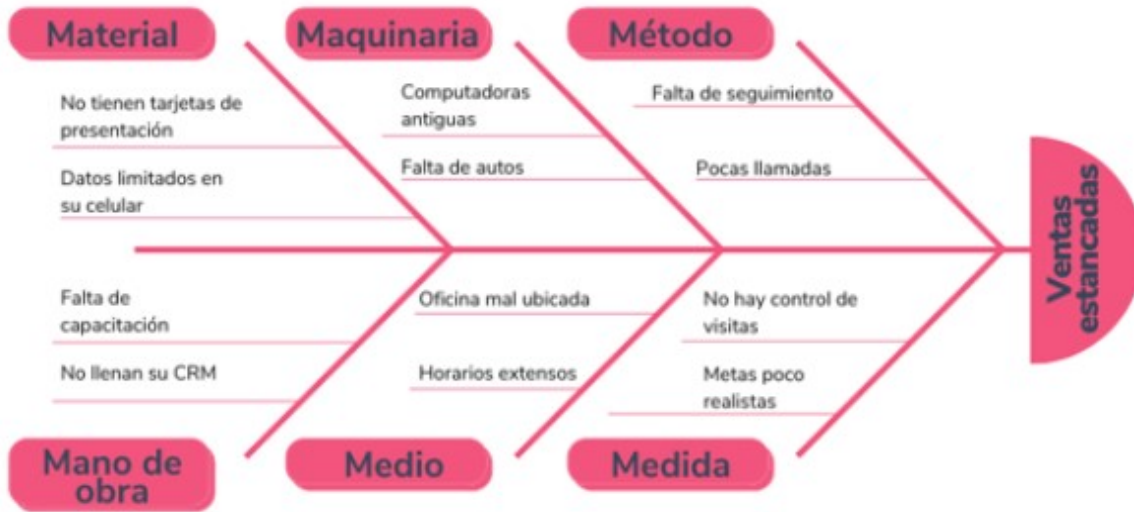 Material
Maquinaria
Método
No tienen tarjetas de
presentación
Datos limitados en
su celular
Computadoras
antiguas
Falta de autos
Falta de seguimiento
Pocas llamadas
Ventas
estancadas
Falta de
capacitación
No llenan su CRM
Oficina mal ubicada
Horarios extensos
No hay control de
visitas
Metas poco
realistas
Mano de
obra
Medio
Medida